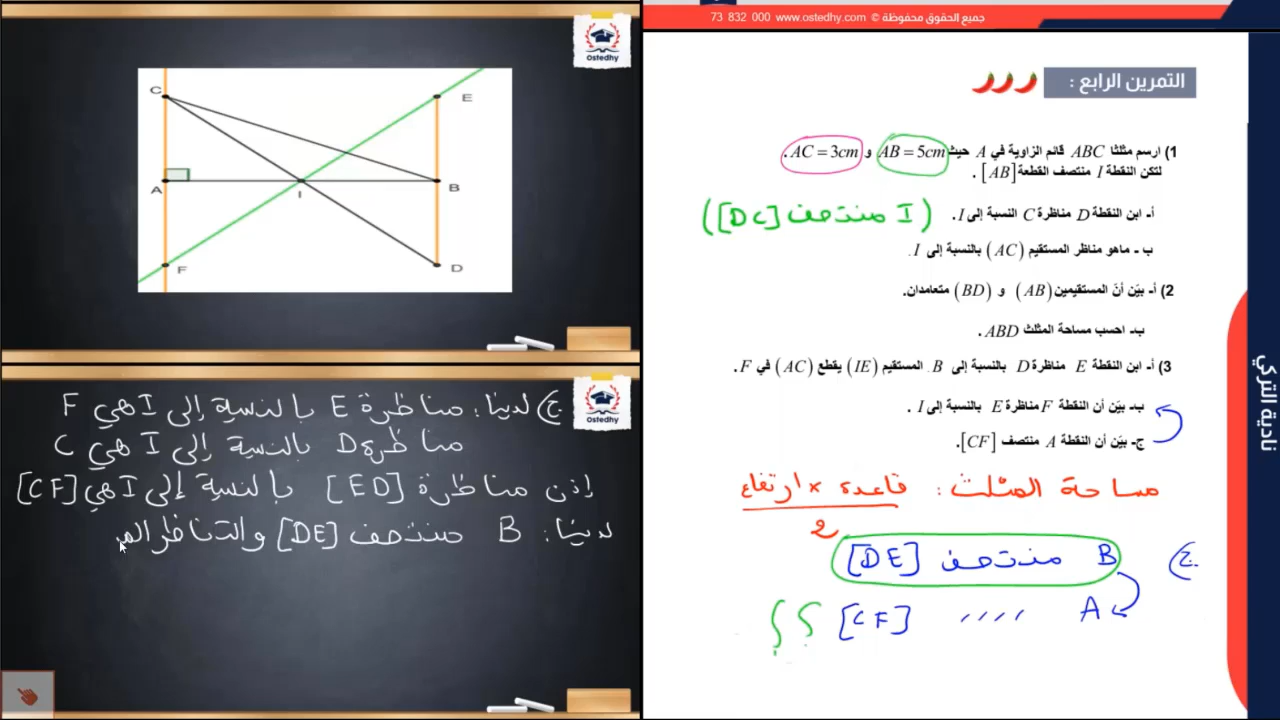 Ostedhy
C
E
A
I
B
F
D
Ostedhy
ج) لدينا: مناظرة E بالنسبة إلى I هي F
مناظرة D بالنسبة إلى I هي C
إذن مناظرة [ED] بالنسبة إلى I هي [CF]
لدينا: B منتصف [DE] والتناظر المر
73 832 000 www.ostedhy.com © جميع الحقوق محفوظة
التمرين الرابع :
1) ارسم مثلثا ABC قائم الزاوية في A حيث AB = 5cm و AC = 3cm .
لتكن النقطة I منتصف القطعة [AB] .
أ- ابن النقطة D مناظرة C النسبة إلى I. (I منتصف [DC])
ب - ماهو مناظر المستقيم (AC) بالنسبة إلى I.
2) أ- بيّن أنّ المستقيمين (AB) و (BD) متعامدان.
ب- احسب مساحة المثلث ABD .
3) أ- ابن النقطة E مناظرة D بالنسبة إلى B. المستقيم (IE) يقطع (AC) في F.
ب- بيّن أن النقطة F مناظرة E بالنسبة إلى I .
ج- بيّن أن النقطة A منتصف [CF].
مساحة المثلث: قاعدة × ارتفاع
2
ج) B منتصف [DE]
A //// [CF] ؟؟
نادية التركي